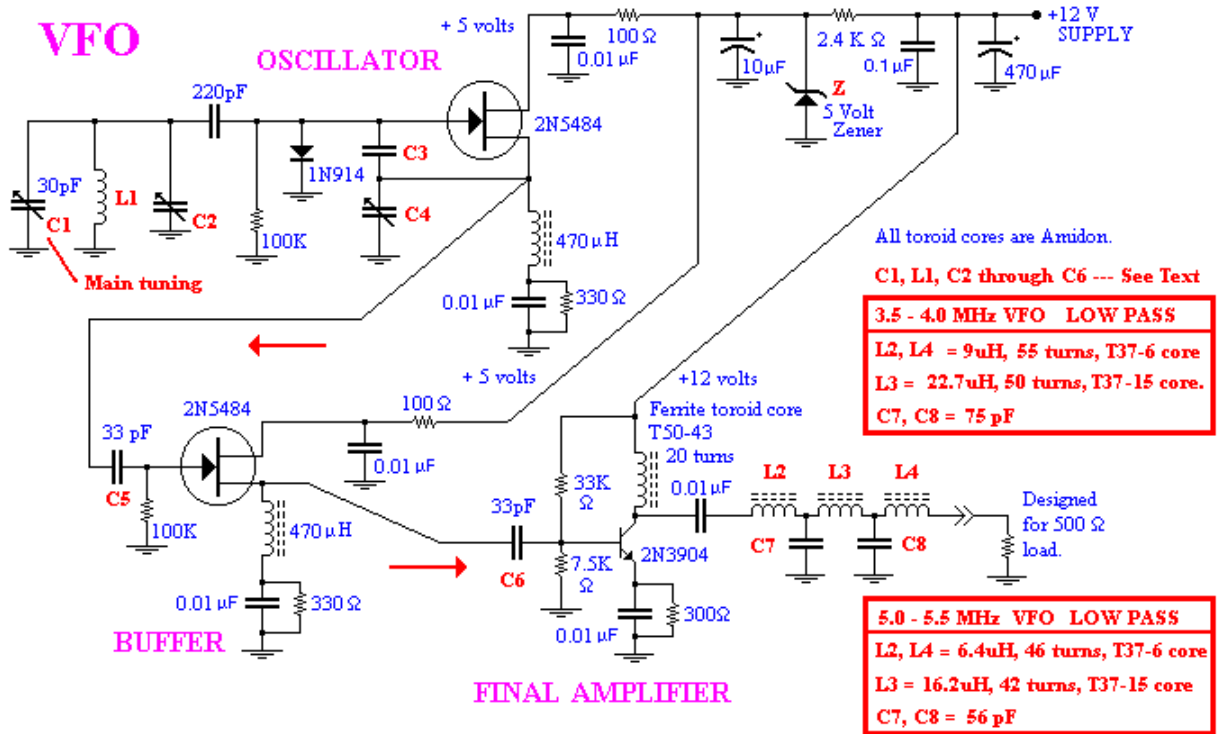 VFO
OSCILLATOR
+ 5 volts
100 Ω
0.01 µF
10µF
2.4 K Ω
0.1µF
+12 V
SUPPLY
470 µF
Z
5 Volt
Zener
220pF
2N5484
30pF
C1
L1
C2
100K
1N914
C3
C4
470 µH
0.01 µF
330 Ω
Main tuning
All toroid cores are Amidon.
C1, L1, C2 through C6 --- See Text
3.5 - 4.0 MHz VFO LOW PASS
L2, L4 = 9uH, 55 turns, T37-6 core
L3 = 22.7uH, 50 turns, T37-15 core.
C7, C8 = 75 pF
+ 5 volts
+12 volts
2N5484
100 Ω
0.01 µF
33 pF
C5
100K
470 µH
0.01 µF
330 Ω
BUFFER
Ferrite toroid core
T50-43
20 turns
33K
Ω
0.01µF
33pF
C6
7.5K
Ω
2N3904
0.01 µF
300Ω
FINAL AMPLIFIER
L2
L3
L4
C7
C8
Designed
for 500 Ω
load.
5.0 - 5.5 MHz VFO LOW PASS
L2, L4 = 6.4uH, 46 turns, T37-6 core
L3 = 16.2uH, 42 turns, T37-15 core
C7, C8 = 56 pF